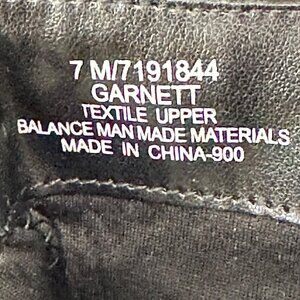 7 M/7191844
GARNETT
TEXTILE UPPER
BALANCE MAN MADE MATERIALS
MADE IN CHINA-900